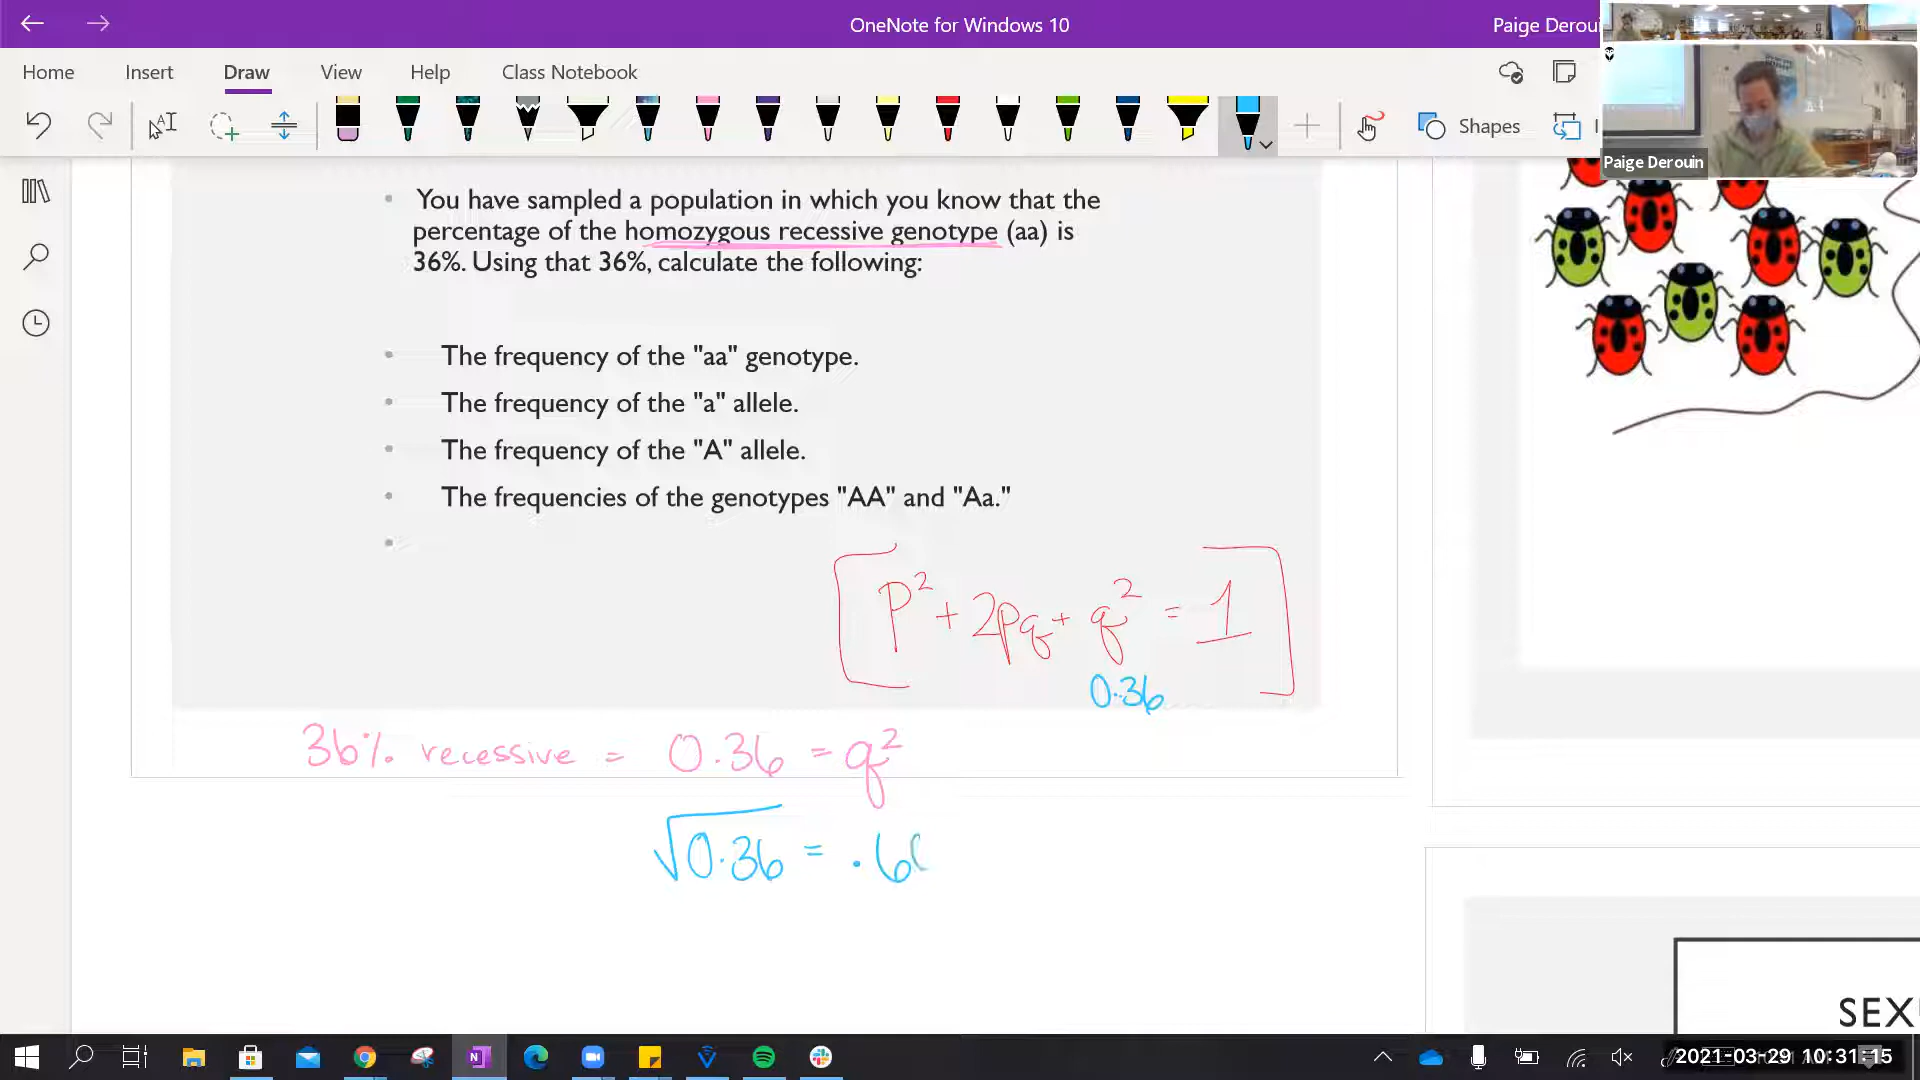 OneNote for Windows 10
Paige Derou
Home Insert Draw View Help Class Notebook
Shapes
Paige Derouin
You have sampled a population in which you know that the
percentage of the homozygous recessive genotype (aa) is
36%. Using that 36%, calculate the following:
The frequency of the "aa" genotype.
The frequency of the "a" allele.
The frequency of the "A" allele.
The frequencies of the genotypes "AA" and "Aa."
p² + 2pq + q² = 1
0.36
36% recessive = 0.36 = q²
√0.36 = .6
SEX
2021-03-29 10:31:15